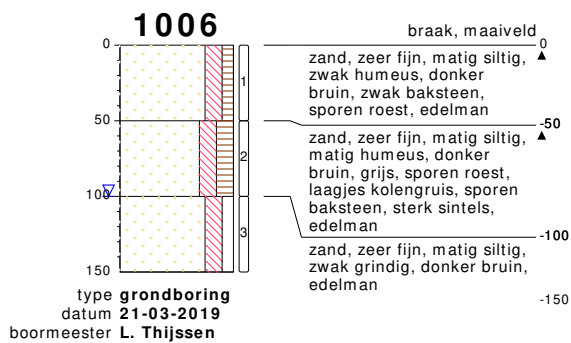 1006
braak, maaiveld
0
0
zand, zeer fijn, matig siltig,
zwak humeus, donker
bruin, zwak baksteen,
sporen roest, edelman
1
50
-50
zand, zeer fijn, matig siltig,
matig humeus, donker
bruin, grijs, sporen roest,
laagjes kolengruis, sporen
baksteen, sterk sintels,
edelman
2
100
-100
zand, zeer fijn, matig siltig,
zwak grindig, donker bruin,
edelman
3
150
-150
type grondboring
datum 21-03-2019
boormeester L. Thijssen